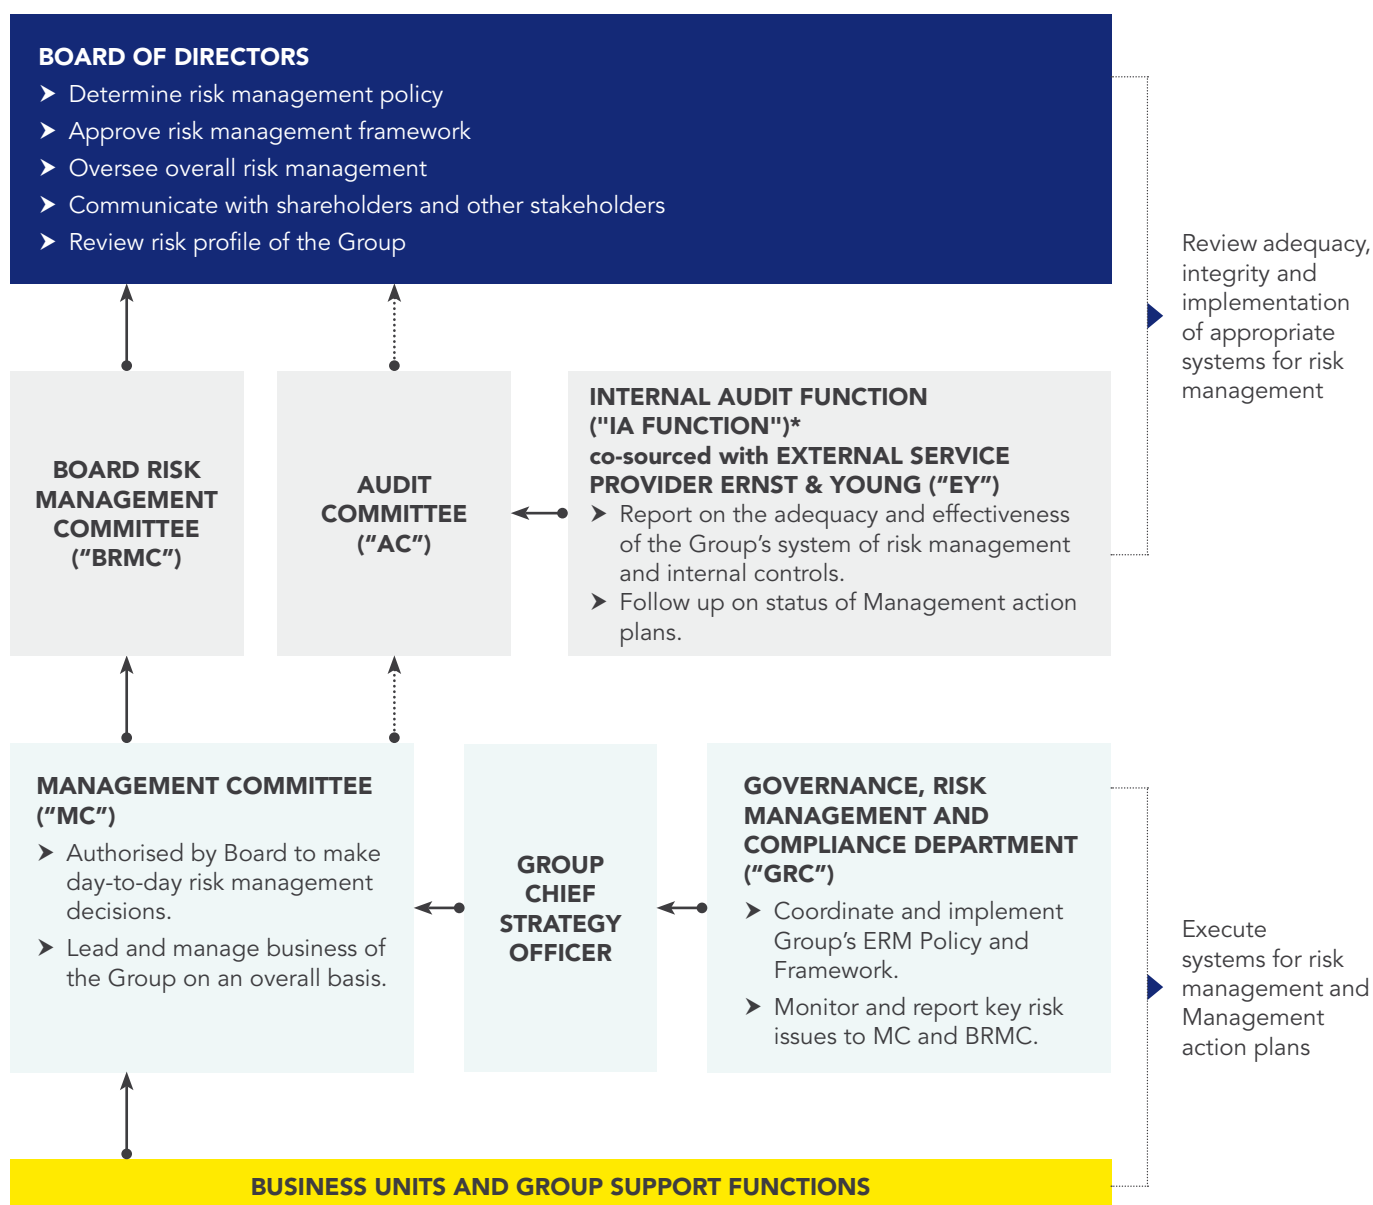 BOARD OF DIRECTORS
➤ Determine risk management policy
➤ Approve risk management framework
➤ Oversee overall risk management
➤ Communicate with shareholders and other stakeholders
➤ Review risk profile of the Group
Review adequacy,
integrity and
implementation
of appropriate
systems for risk
management
BOARD RISK
MANAGEMENT
COMMITTEE
(“BRMC”)
AUDIT
COMMITTEE
(“AC”)
INTERNAL AUDIT FUNCTION
("IA FUNCTION")*
co-sourced with EXTERNAL SERVICE
PROVIDER ERNST & YOUNG (“EY”)
➤ Report on the adequacy and effectiveness
of the Group’s system of risk management
and internal controls.
➤ Follow up on status of Management action
plans.
MANAGEMENT COMMITTEE
(“MC”)
➤ Authorised by Board to make
day-to-day risk management
decisions.
➤ Lead and manage business of
the Group on an overall basis.
GROUP
CHIEF
STRATEGY
OFFICER
GOVERNANCE, RISK
MANAGEMENT AND
COMPLIANCE DEPARTMENT
(“GRC”)
➤ Coordinate and implement
Group’s ERM Policy and
Framework.
➤ Monitor and report key risk
issues to MC and BRMC.
Execute
systems for risk
management and
Management
action plans
BUSINESS UNITS AND GROUP SUPPORT FUNCTIONS